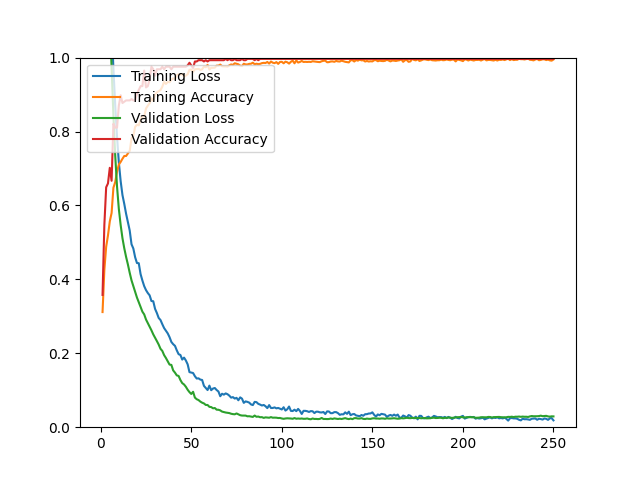 1.0
0.8
0.6
0.4
0.2
0.0
Training Loss
Training Accuracy
Validation Loss
Validation Accuracy
0 50 100 150 200 250